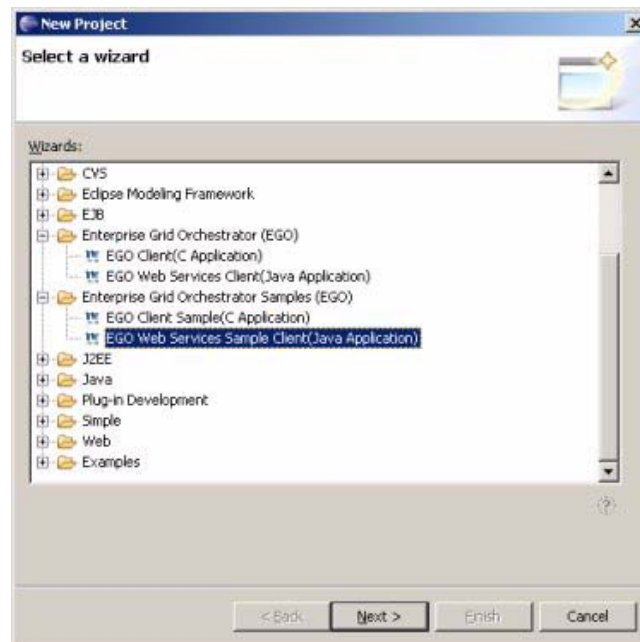 New Project
Select a wizard
Wizards:
CVS
Eclipse Modeling Framework
EJB
Enterprise Grid Orchestrator (EGO)
EGO Client(C Application)
EGO Web Services Client(Java Application)
Enterprise Grid Orchestrator Samples (EGO)
EGO Client Sample(C Application)
EGO Web Services Sample Client(Java Application)
J2EE
Java
Plug-in Development
Simple
Web
Examples
?
< Back Next > Finish Cancel